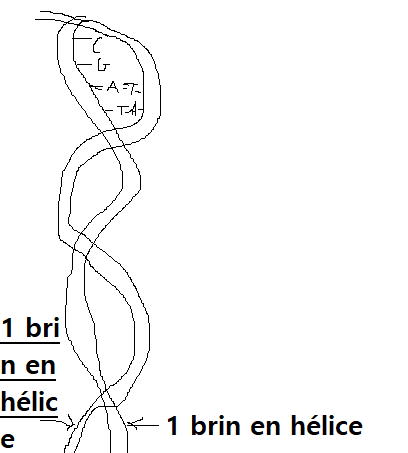 C
G
A T
T A
1 bri
n en
hélic
e
1 brin en hélice